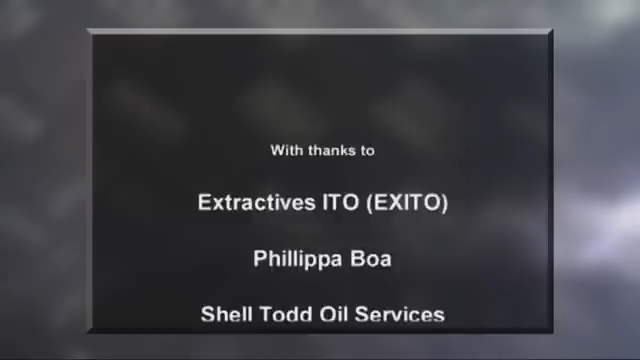 With thanks to
Extractives ITO (EXITO)
Phillippa Boa
Shell Todd Oil Services